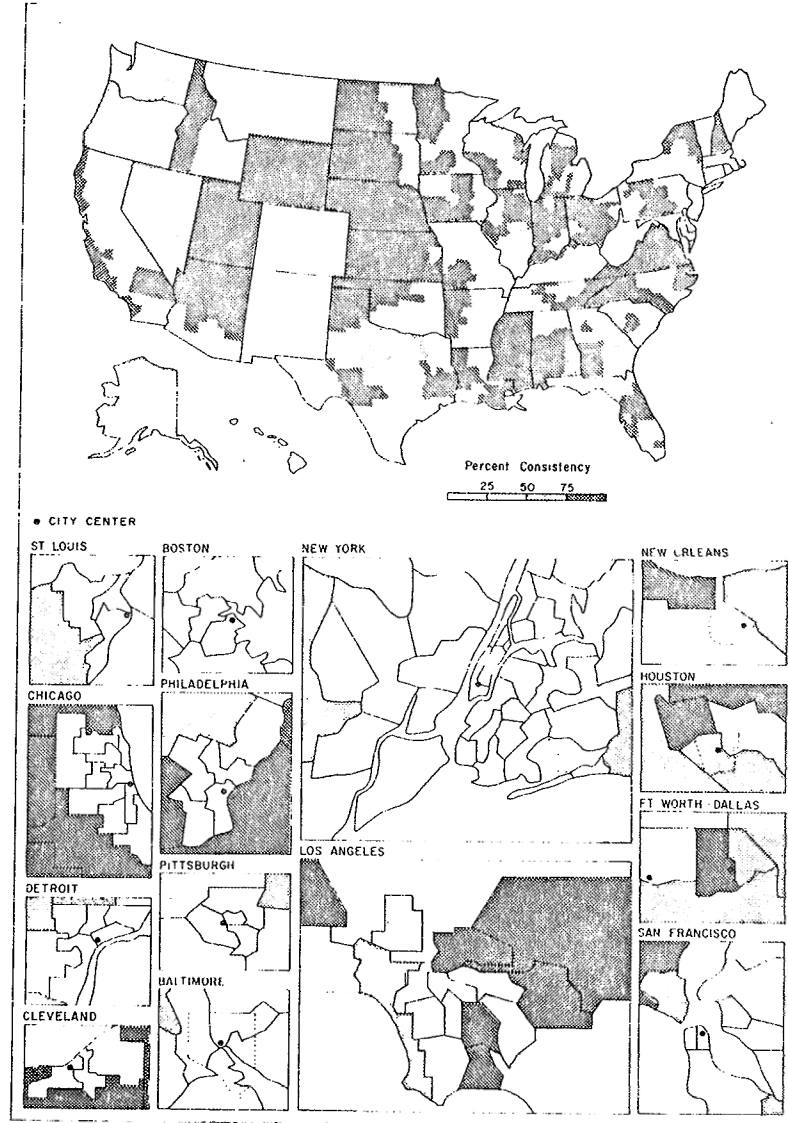 Percent Consistency
25 50 75
• CITY CENTER
ST LOUIS
BOSTON
NEW YORK
NEW ORLEANS
CHICAGO
PHILADELPHIA
HOUSTON
FT WORTH-DALLAS
LOS ANGELES
DETROIT
PITTSBURGH
SAN FRANCISCO
BALTIMORE
CLEVELAND